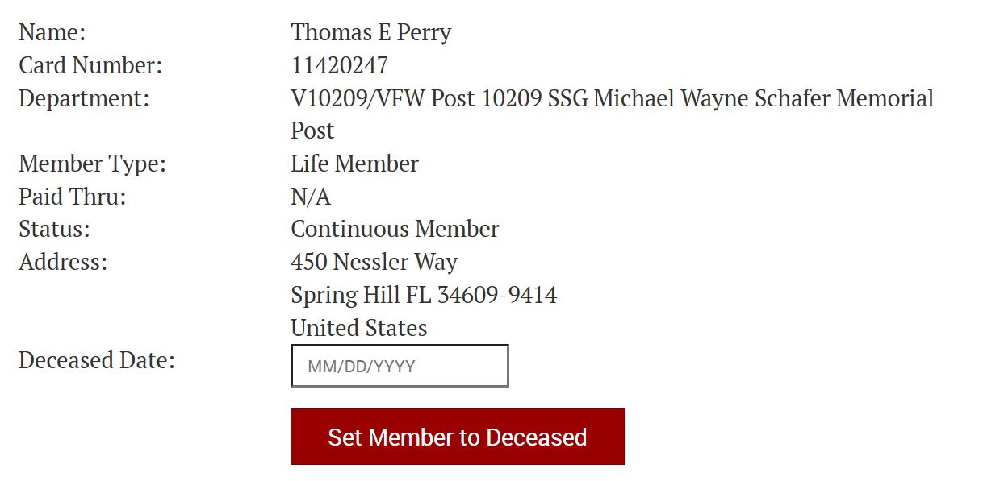 Name: Thomas E Perry
Card Number: 11420247
Department: V10209/VFW Post 10209 SSG Michael Wayne Schafer Memorial
Post
Member Type: Life Member
Paid Thru: N/A
Status: Continuous Member
Address: 450 Nessler Way
Spring Hill FL 34609-9414
United States
Deceased Date: MM/DD/YYYY
Set Member to Deceased